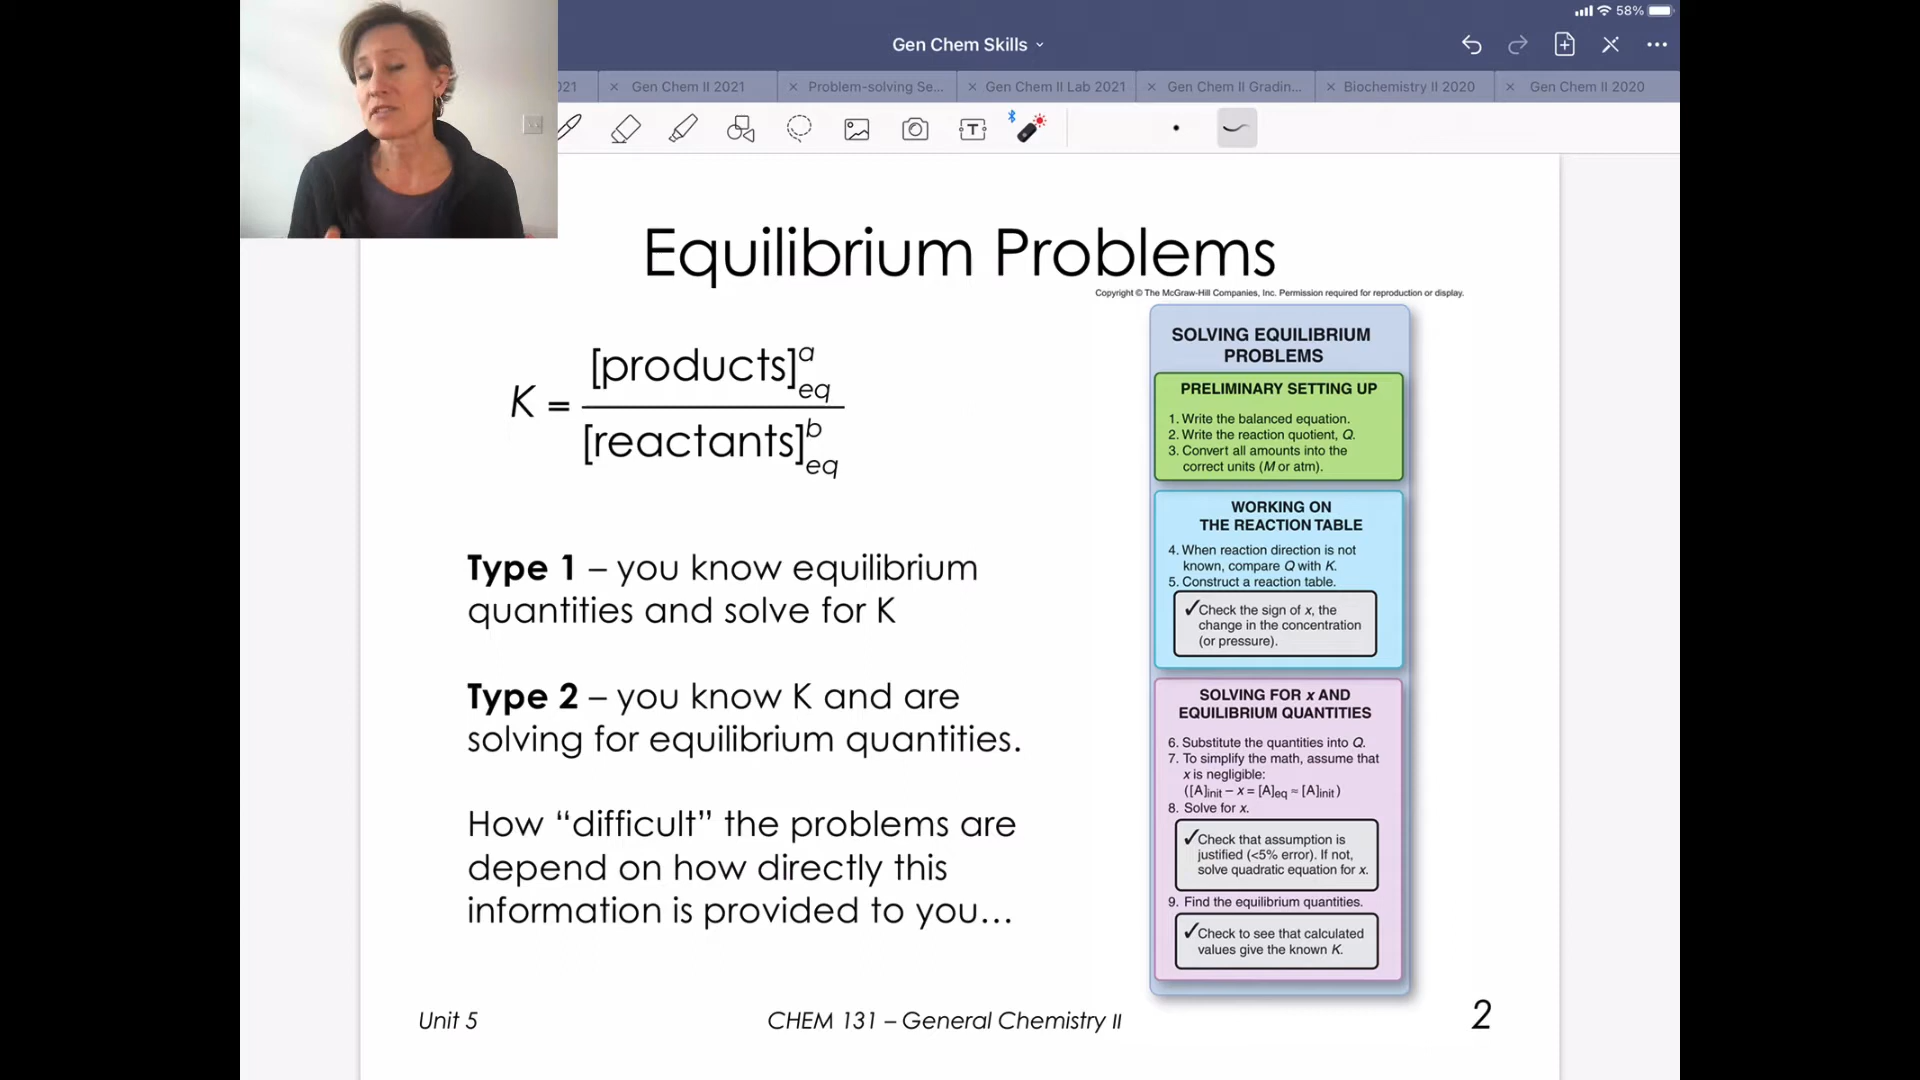 58%
Gen Chem Skills
021
Gen Chem II 2021
Problem-solving Se...
Gen Chem II Lab 2021
Gen Chem II Gradin...
Biochemistry II 2020
Gen Chem II 2020
T
Equilibrium Problems
Copyright © The McGraw-Hill Companies, Inc. Permission required for reproduction or display.
K = [products]^a_eq
[reactants]^b_eq
Type 1 – you know equilibrium
quantities and solve for K
Type 2 – you know K and are
solving for equilibrium quantities.
How “difficult” the problems are
depend on how directly this
information is provided to you…
SOLVING EQUILIBRIUM
PROBLEMS
PRELIMINARY SETTING UP
1. Write the balanced equation.
2. Write the reaction quotient, Q.
3. Convert all amounts into the
correct units (M or atm).
WORKING ON
THE REACTION TABLE
4. When reaction direction is not
known, compare Q with K.
5. Construct a reaction table.
✓Check the sign of x, the
change in the concentration
(or pressure).
SOLVING FOR x AND
EQUILIBRIUM QUANTITIES
6. Substitute the quantities into Q.
7. To simplify the math, assume that
x is negligible:
([A]init – x = [A]eq ≈ [A]init)
8. Solve for x.
✓Check that assumption is
justified (<5% error). If not,
solve quadratic equation for x.
9. Find the equilibrium quantities.
✓Check to see that calculated
values give the known K.
Unit 5
CHEM 131 – General Chemistry II
2